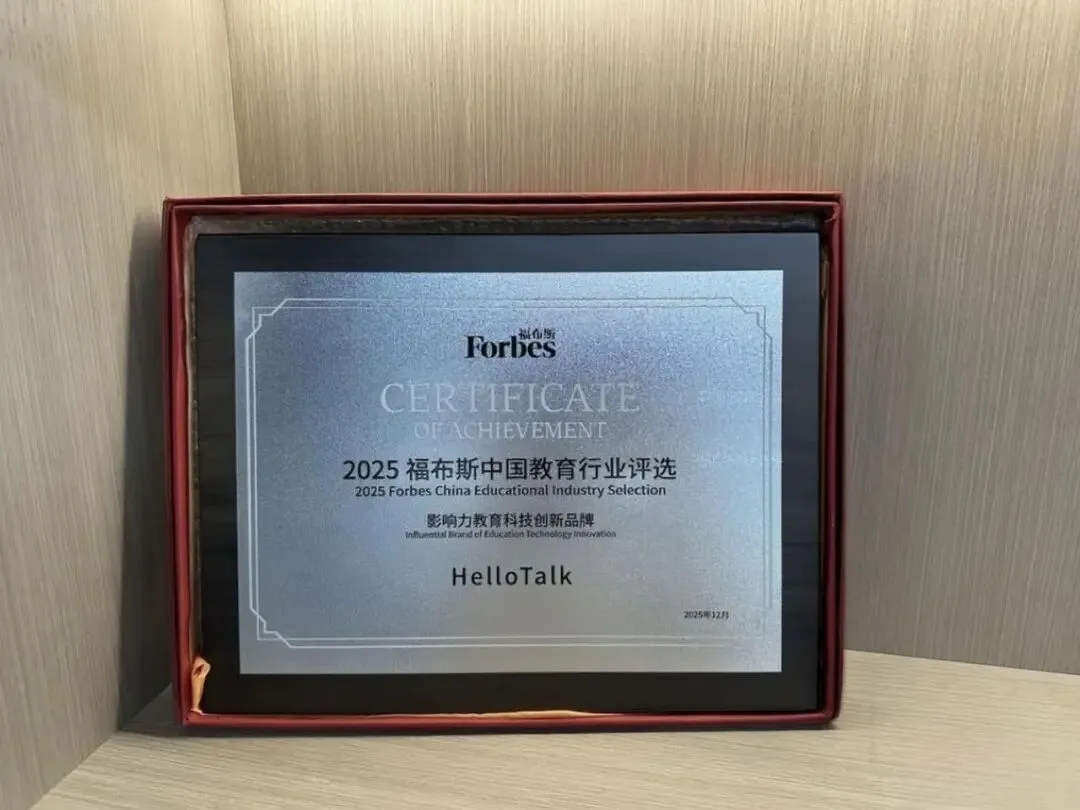 福布斯
Forbes
CERTIFICATE
OF ACHIEVEMENT
2025 福布斯中国教育行业评选
2025 Forbes China Educational Industry Selection
影响力教育科技创新品牌
Influential Brand of Education Technology Innovation
HelloTalk
2025年12月